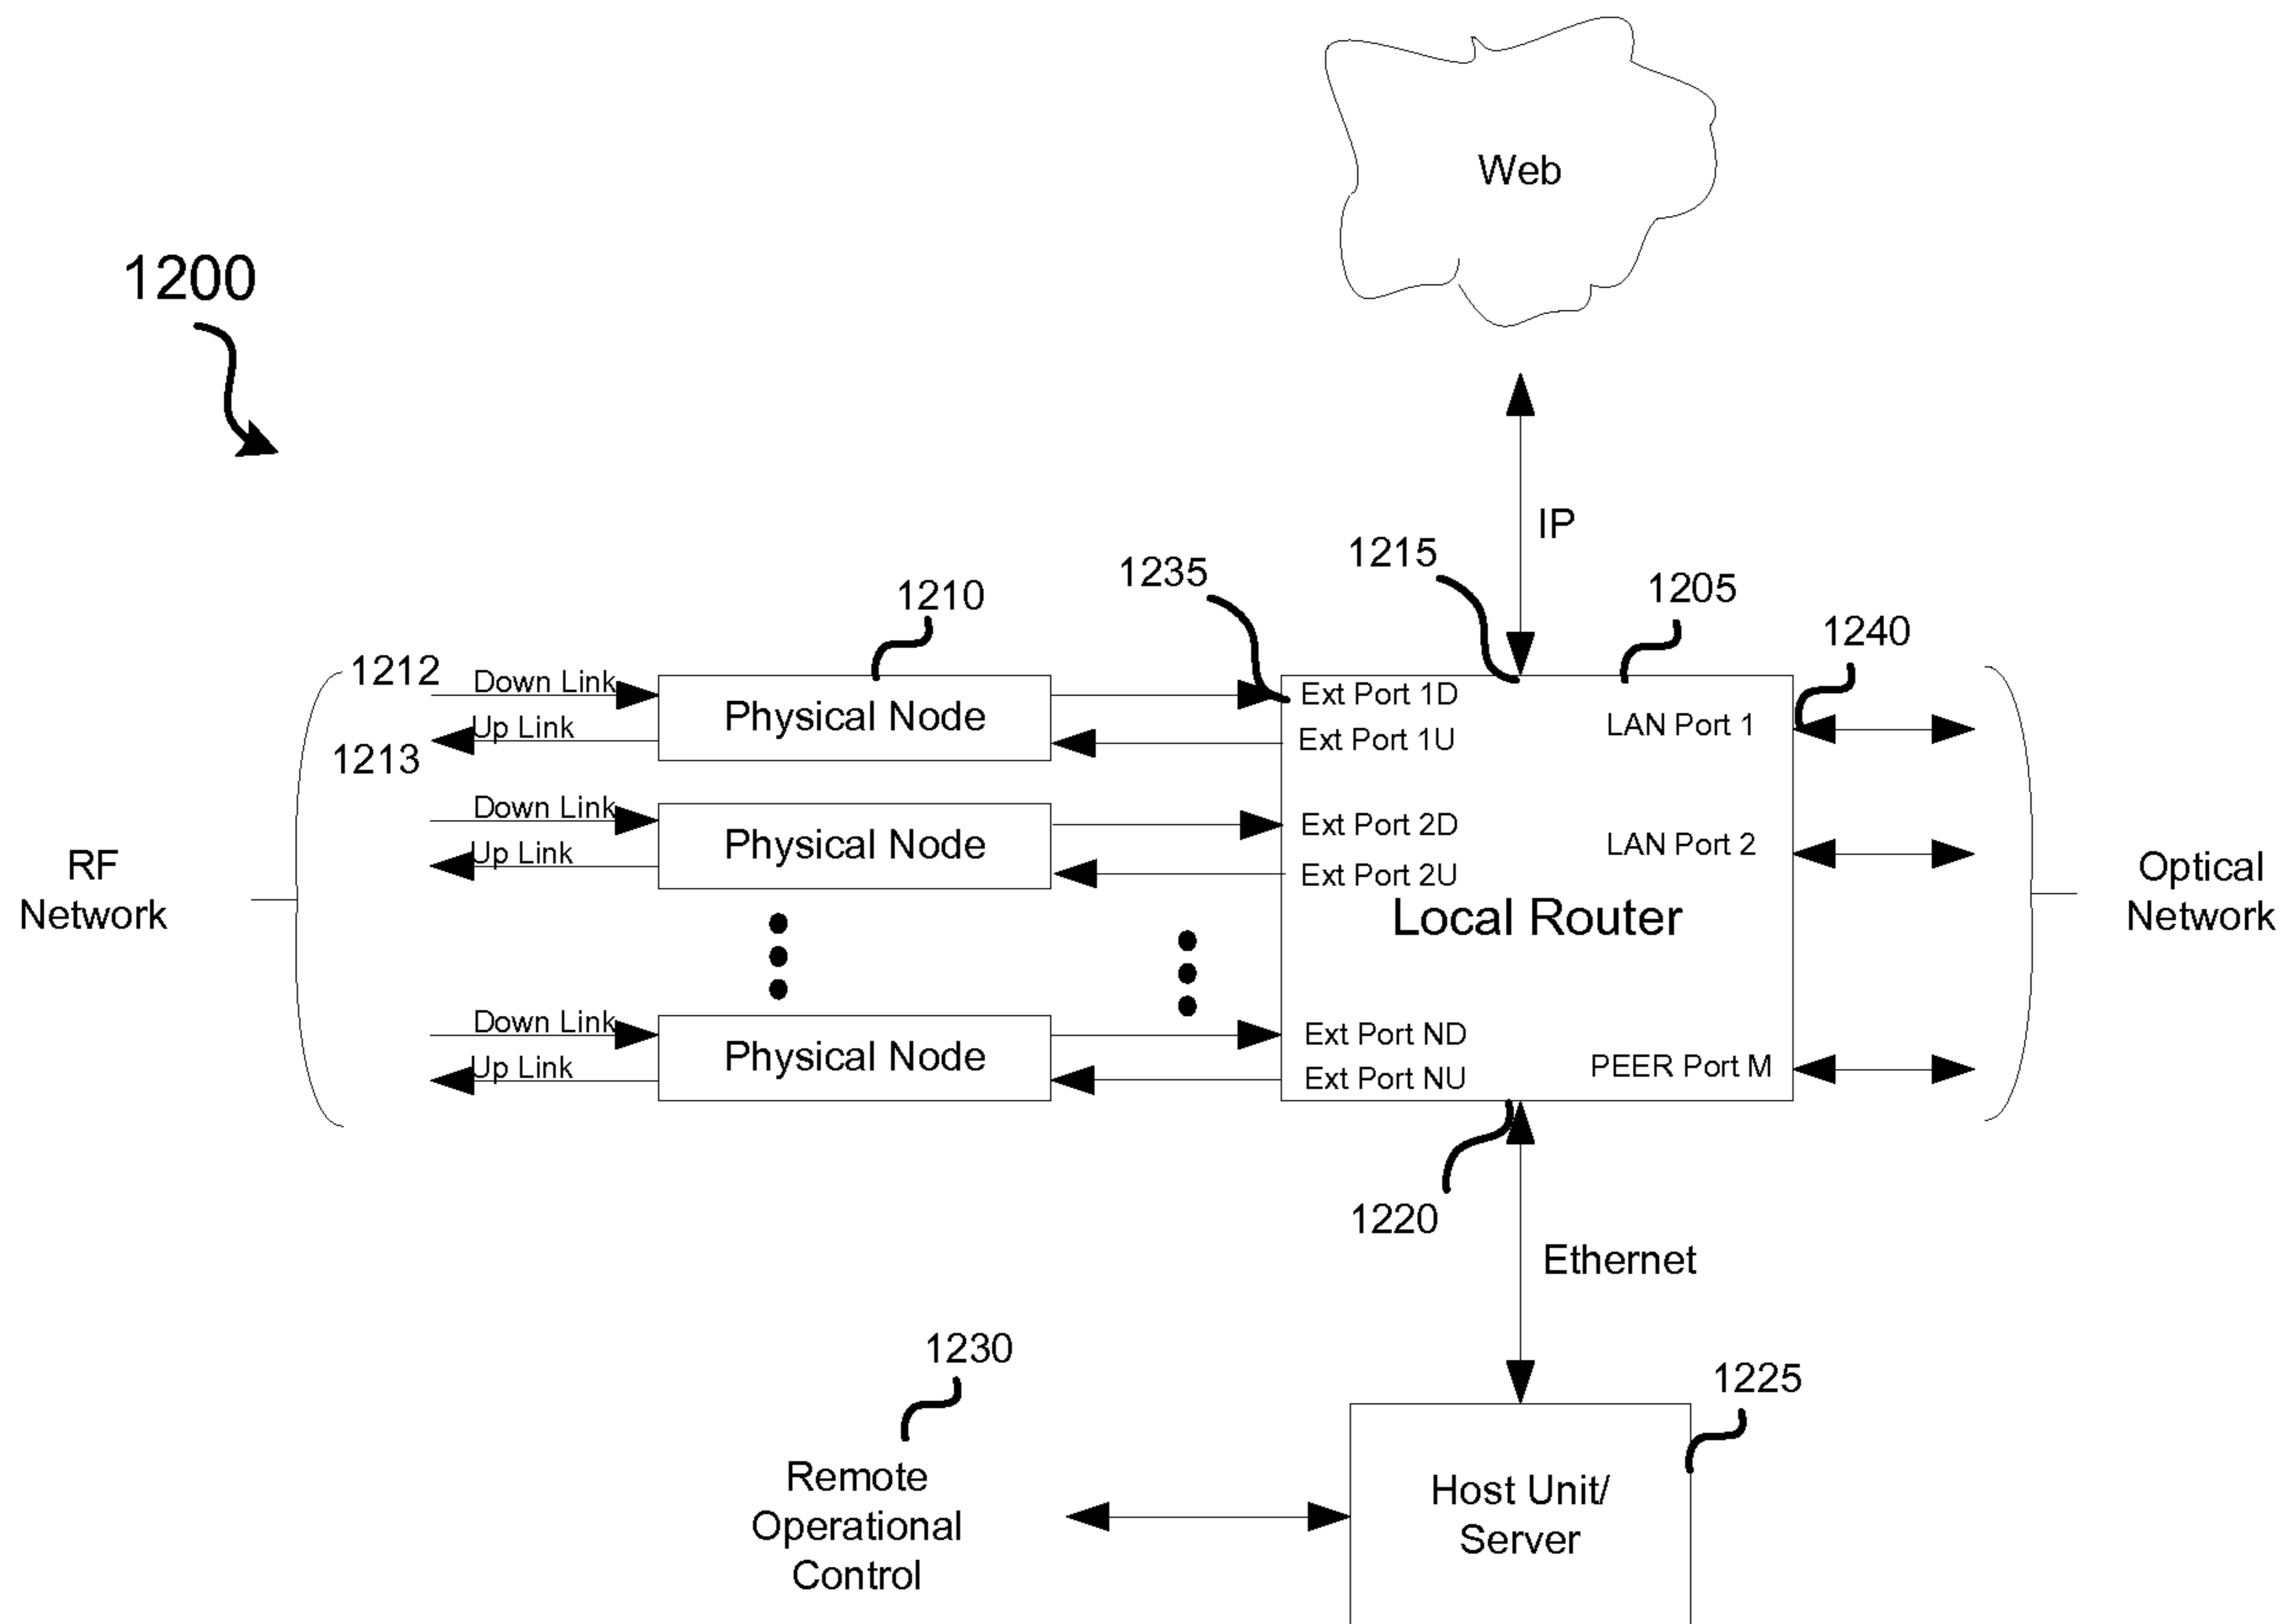 Web
1200
IP
1215
1235
1205
1210
1240
1212
Down Link
Physical Node
Ext Port 1D
LAN Port 1
Up Link
Ext Port 1U
1213
Down Link
Physical Node
Ext Port 2D
LAN Port 2
Up Link
Ext Port 2U
RF
Network
Local Router
Optical
Network
Down Link
Physical Node
Ext Port ND
Up Link
Ext Port NU
PEER Port M
1220
Ethernet
1230
1225
Remote
Operational
Control
Host Unit/
Server